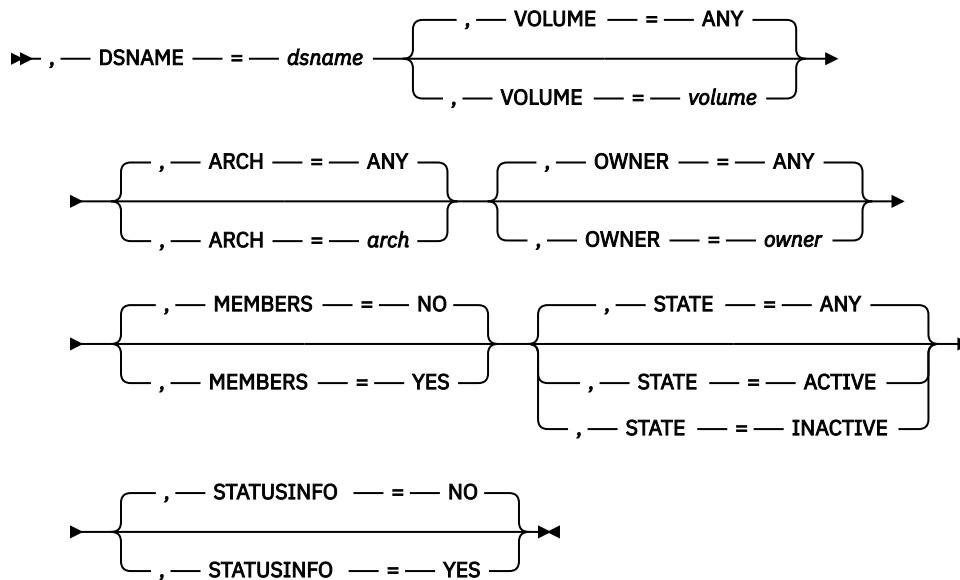 , VOLUME = ANY
, DSNAME = dsname
, VOLUME = volume
, ARCH = ANY
, OWNER = ANY
, ARCH = arch
, OWNER = owner
, MEMBERS = NO
, STATE = ANY
, MEMBERS = YES
, STATE = ACTIVE
, STATE = INACTIVE
, STATUSINFO = NO
, STATUSINFO = YES